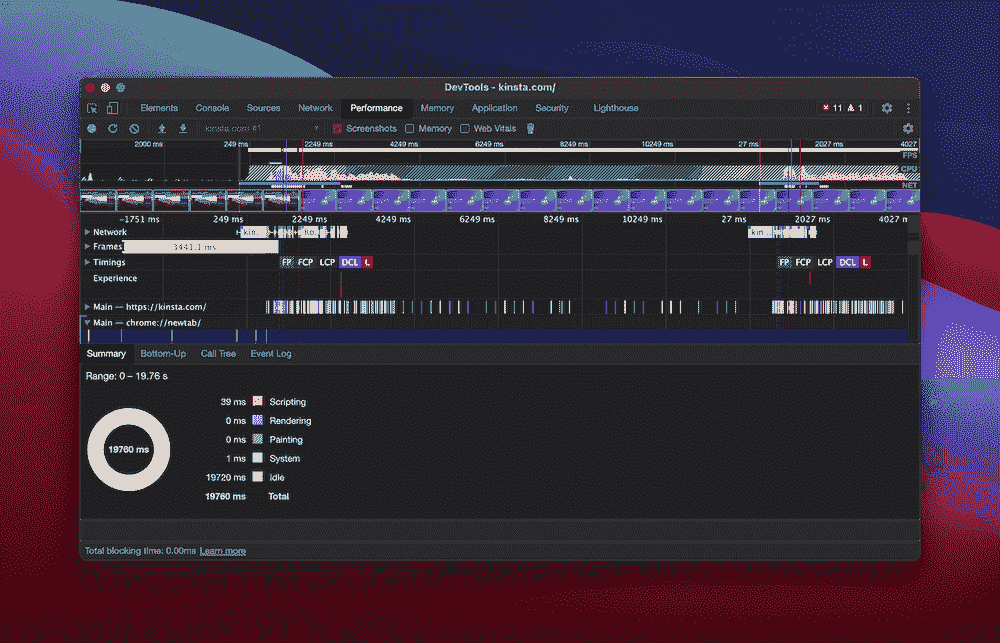 DevTools - kinsta.com/
Elements Console Sources Network Performance Memory Application Security Lighthouse 11 1
kinsta.com #1 Screenshots Memory Web Vitals
2000 ms 249 ms 2249 ms 4249 ms 6249 ms 8249 ms 10249 ms 27 ms 2027 ms 4027
FPS
CPU
NET
−1751 ms 249 ms 2249 ms 4249 ms 6249 ms 8249 ms 10249 ms 27 ms 2027 ms 4027 m
Network kin… kin…
Frames 3441.1 ms
Timings FP FCP LCP DCL L FP FCP LCP DCL L
Experience
Main — https://kinsta.com/
Main — chrome://newtab/
Summary Bottom-Up Call Tree Event Log
Range: 0 – 19.76 s
39 ms Scripting
0 ms Rendering
19760 ms 0 ms Painting
1 ms System
19720 ms Idle
19760 ms Total
Total blocking time: 0.00ms Learn more